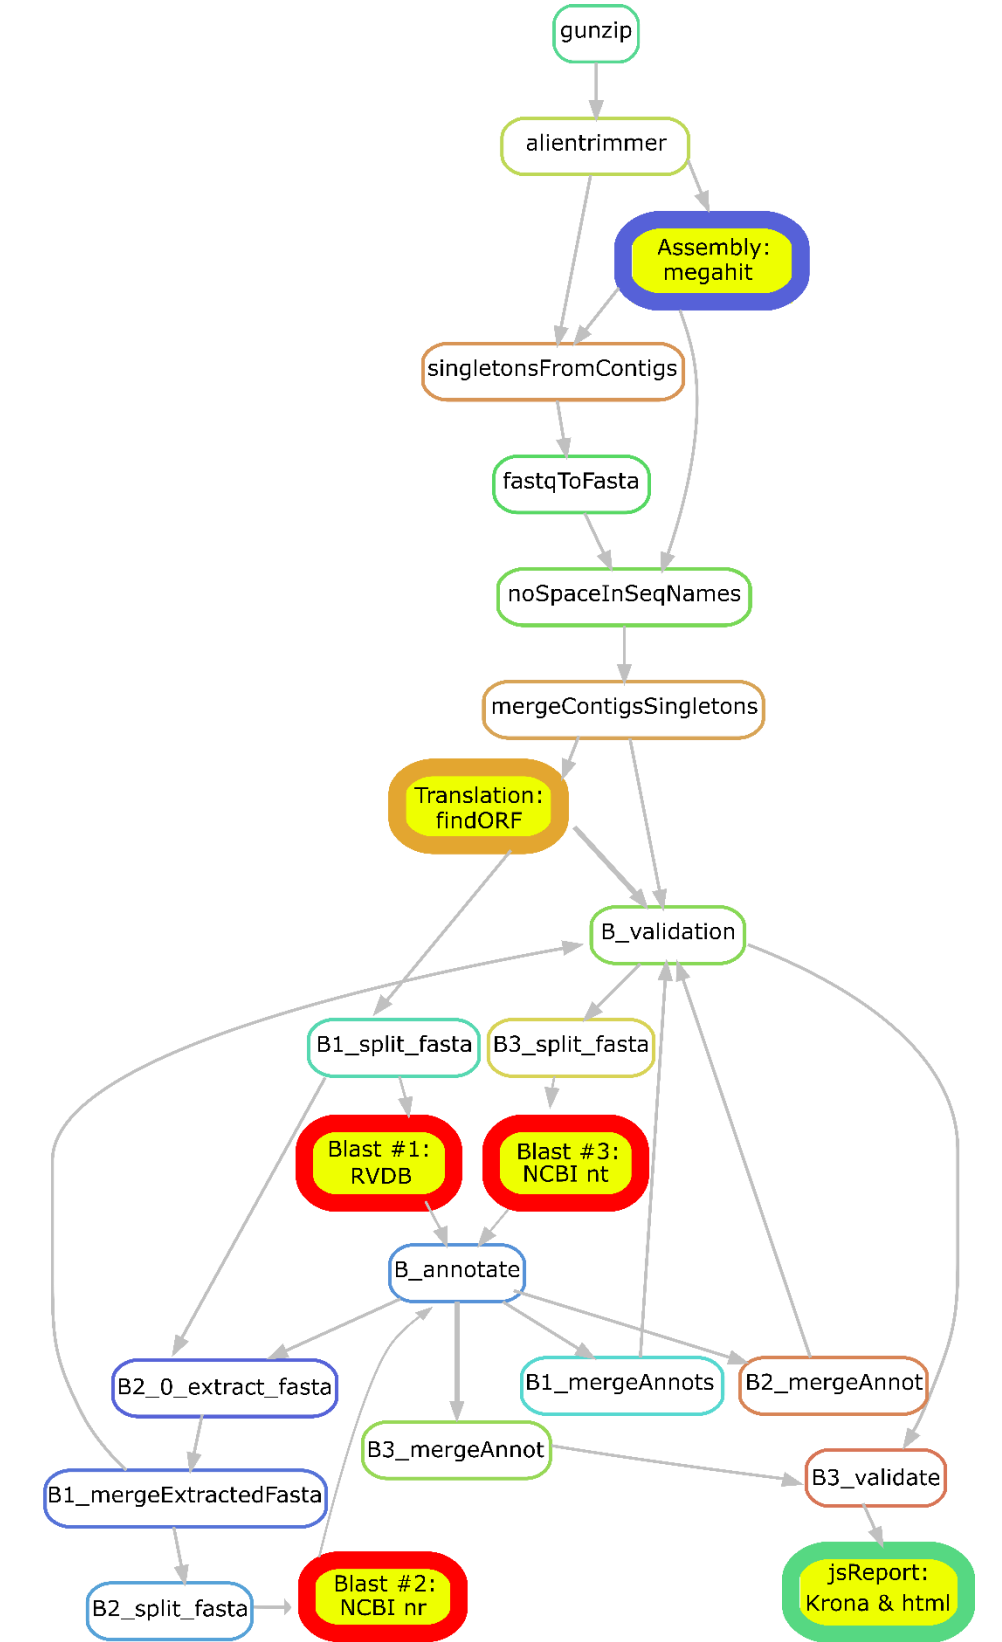 gunzip
alientrimmer
Assembly:
megahit
singletonsFromContigs
fastqToFasta
noSpaceInSeqNames
mergeContigsSingletons
Translation:
findORF
B_validation
B1_split_fasta
B3_split_fasta
Blast #1:
RVDB
Blast #3:
NCBI nt
B_annotate
B2_0_extract_fasta
B1_mergeAnnots
B2_mergeAnnot
B3_mergeAnnot
B3_validate
B1_mergeExtractedFasta
B2_split_fasta
Blast #2:
NCBI nr
jsReport:
Krona & html